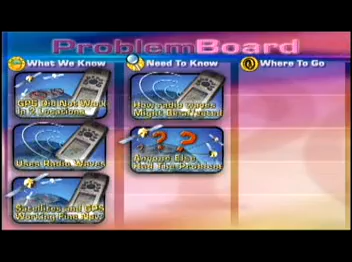 ProblemBoard
What We Know
Need To Know
Where To Go
GPS Did Not Work
In 2 Locations
How radio waves
Might Be affected
Uses Radio Waves
Anyone Else
Had The Problem
Satellites and GPS
Working Fine Now